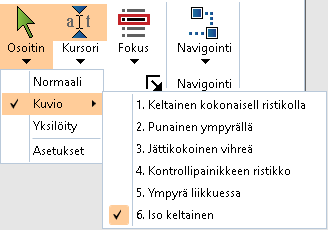 Osoitin Kursori Fokus Navigointi
Normaali
Kuvio
Yksilöity
Asetukset
Navigointi
1. Keltainen kokonaisell ristikolla
2. Punainen ympyrällä
3. Jättikokoinen vihreä
4. Kontrollipainikkeen ristikko
5. Ympyrä liikkuessa
6. Iso keltainen